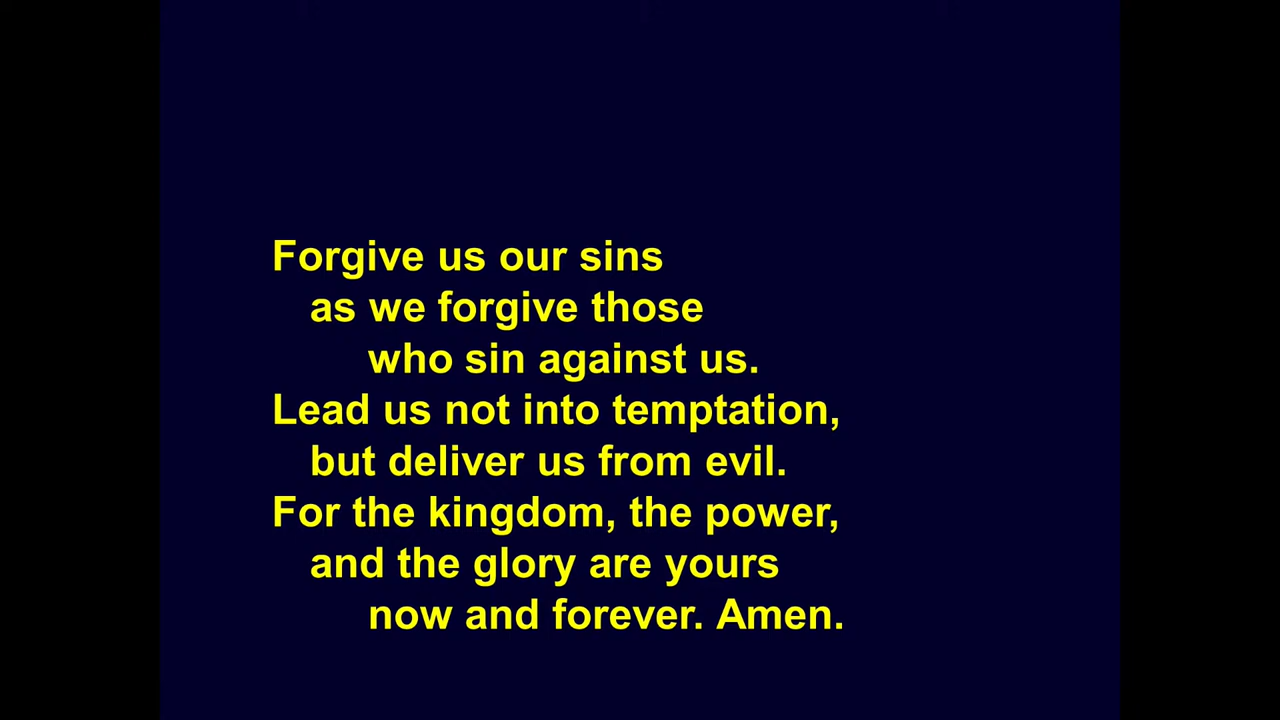 Forgive us our sins
as we forgive those
who sin against us.
Lead us not into temptation,
but deliver us from evil.
For the kingdom, the power,
and the glory are yours
now and forever. Amen.